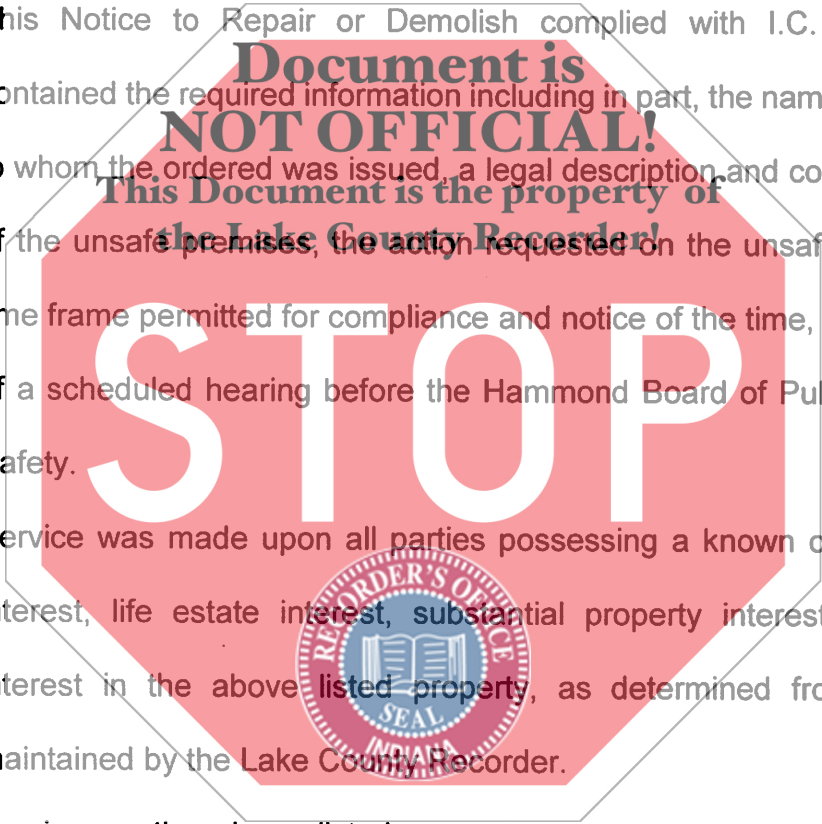 his Notice to Repair or Demolish complied with I.C.
Document is
ontained the required information including in part, the nam
NOT OFFICIAL!
whom the ordered was issued, a legal description and co
This Document is the property of
the Lake County Recorder!
f the unsafe premises, the action requested on the unsaf
me frame permitted for compliance and notice of the time,
f a scheduled hearing before the Hammond Board of Pul
STOP
afety.
ervice was made upon all parties possessing a known
RECORDER'S OFFICE
terest, life estate interest, substantial property interest
terest in the above listed property, as determined fro
SEAL
INDIANA
aintained by the Lake County Recorder.